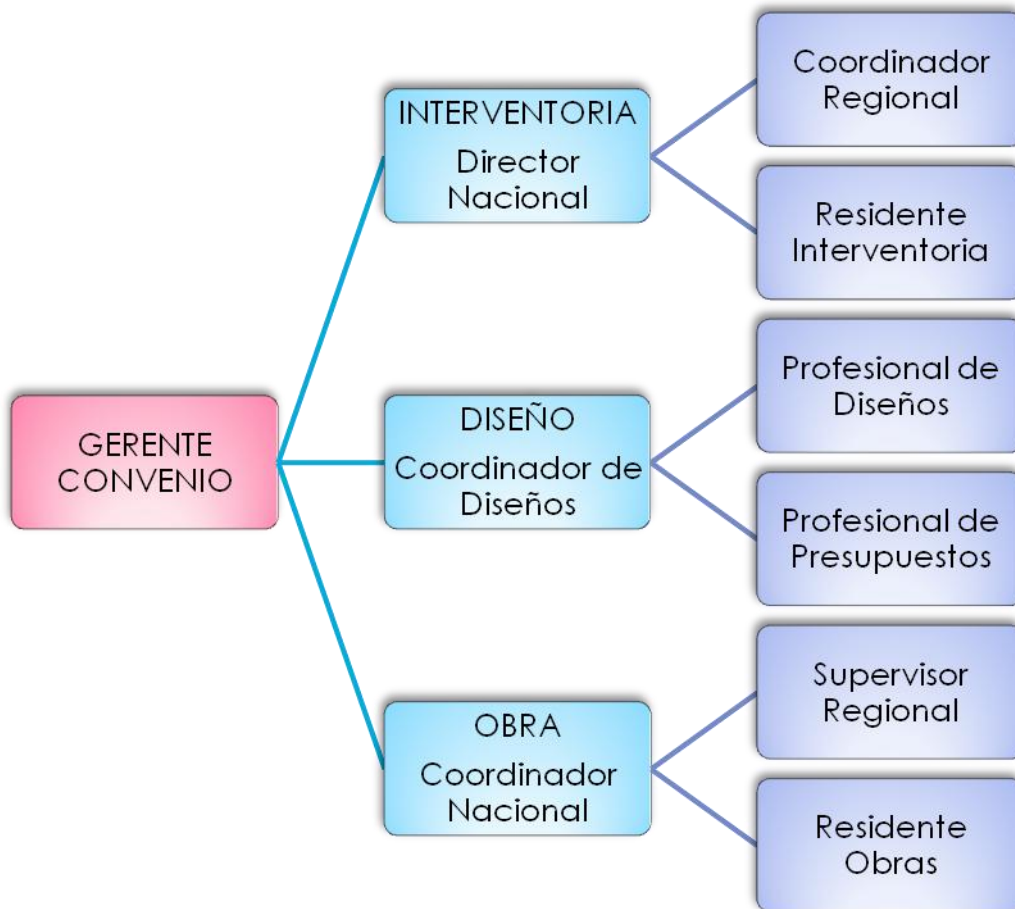 GERENTE
CONVENIO
INTERVENTORIA
Director
Nacional
Coordinador
Regional
Residente
Interventoria
DISEÑO
Coordinador de
Diseños
Profesional de
Diseños
Profesional de
Presupuestos
OBRA
Coordinador
Nacional
Supervisor
Regional
Residente
Obras